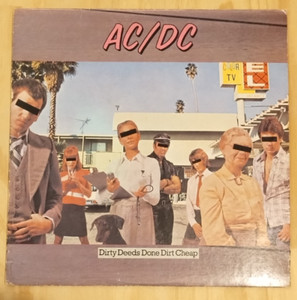 AC/DC
TV
Dirty Deeds Done Dirt Cheap